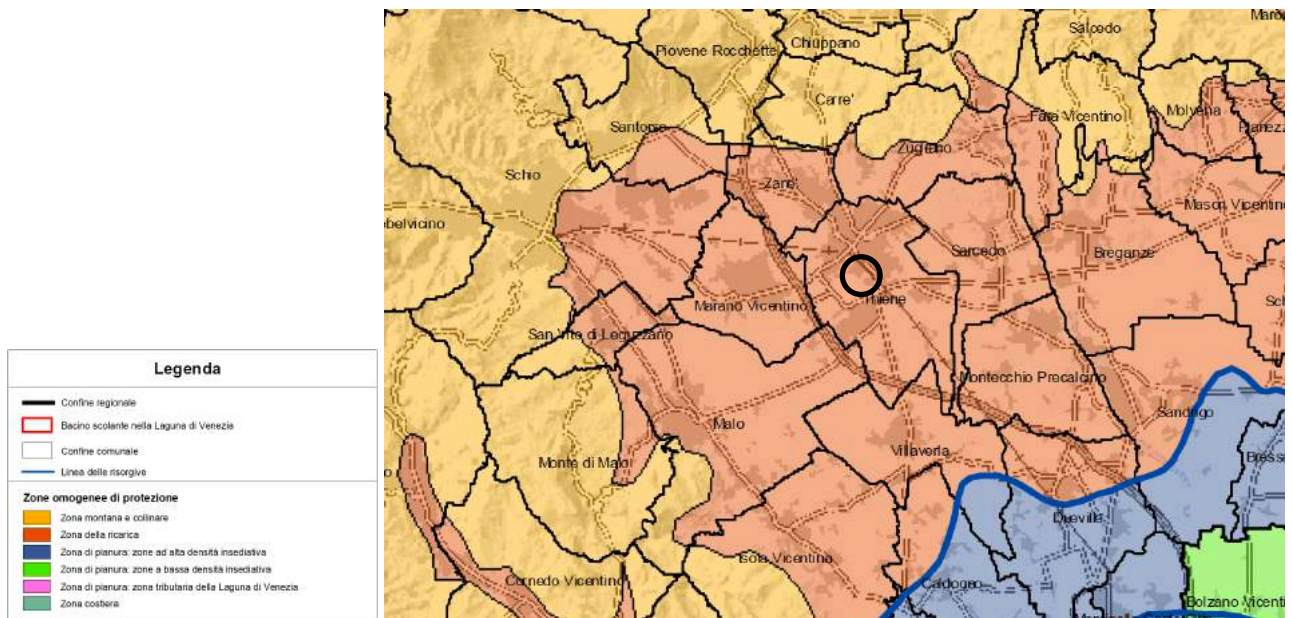 Legenda
Confine regionale
Bacino scolante nella Laguna di Venezia
Confine comunale
Linea delle risorgive
Zone omogenee di protezione
Zona montana e collinare
Zona della ricarica
Zona di pianura: zone ad alta densità insediativa
Zona di pianura: zone a bassa densità insediativa
Zona di pianura: zona tributaria della Laguna di Venezia
Zona costiera
Salcedo
Piovene Rocchette
Chiuppano
Carre'
Fara Vicentino
Molvena
Santorso
Zugliano
Schio
Zane'
Mason Vicentino
Sarcedo
Breganze
Thiene
Marano Vicentino
San Vito di Leguzzano
Montecchio Precalcino
Sandrigo
Malo
Villaverla
Monte di Malo
Dueville
Isola Vicentina
Cornedo Vicentino
Caldogno